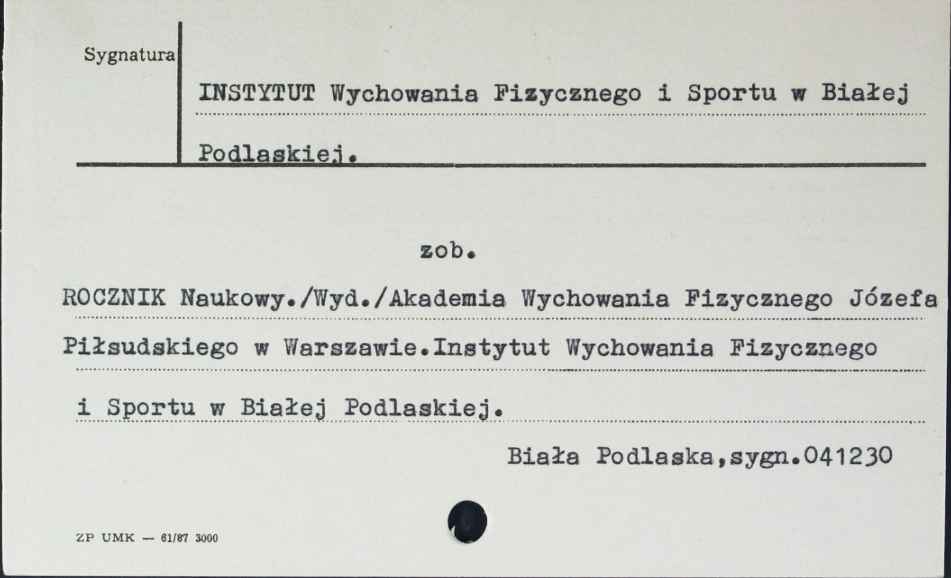 Sygnatura
INSTYTUT Wychowania Fizycznego i Sportu w Białej
Podlaskiej.
zob.
ROCZNIK Naukowy./Wyd./Akademia Wychowania Fizycznego Józefa
Piłsudskiego w Warszawie.Instytut Wychowania Fizycznego
i Sportu w Białej Podlaskiej.
Biała Podlaska,sygn.041230
ZP UMK — 61/87 3000